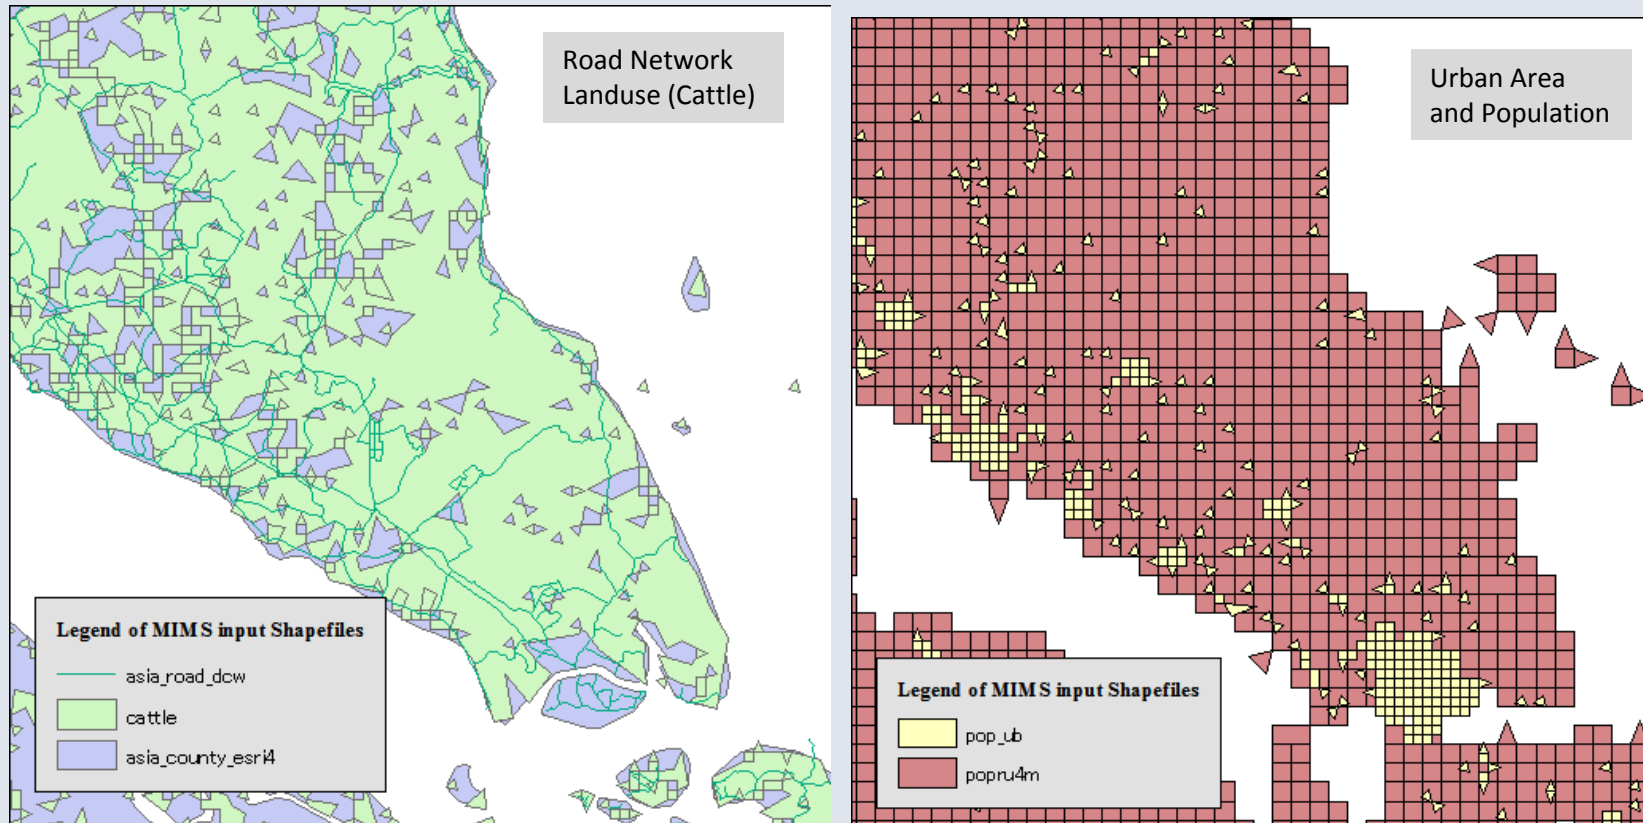 Road Network
Landuse (Cattle)
Legend of MIMS input Shapefiles
asia_road_dcw
cattle
asia_county_esri4
Urban Area
and Population
Legend of MIMS input Shapefiles
pop_ub
popru4m